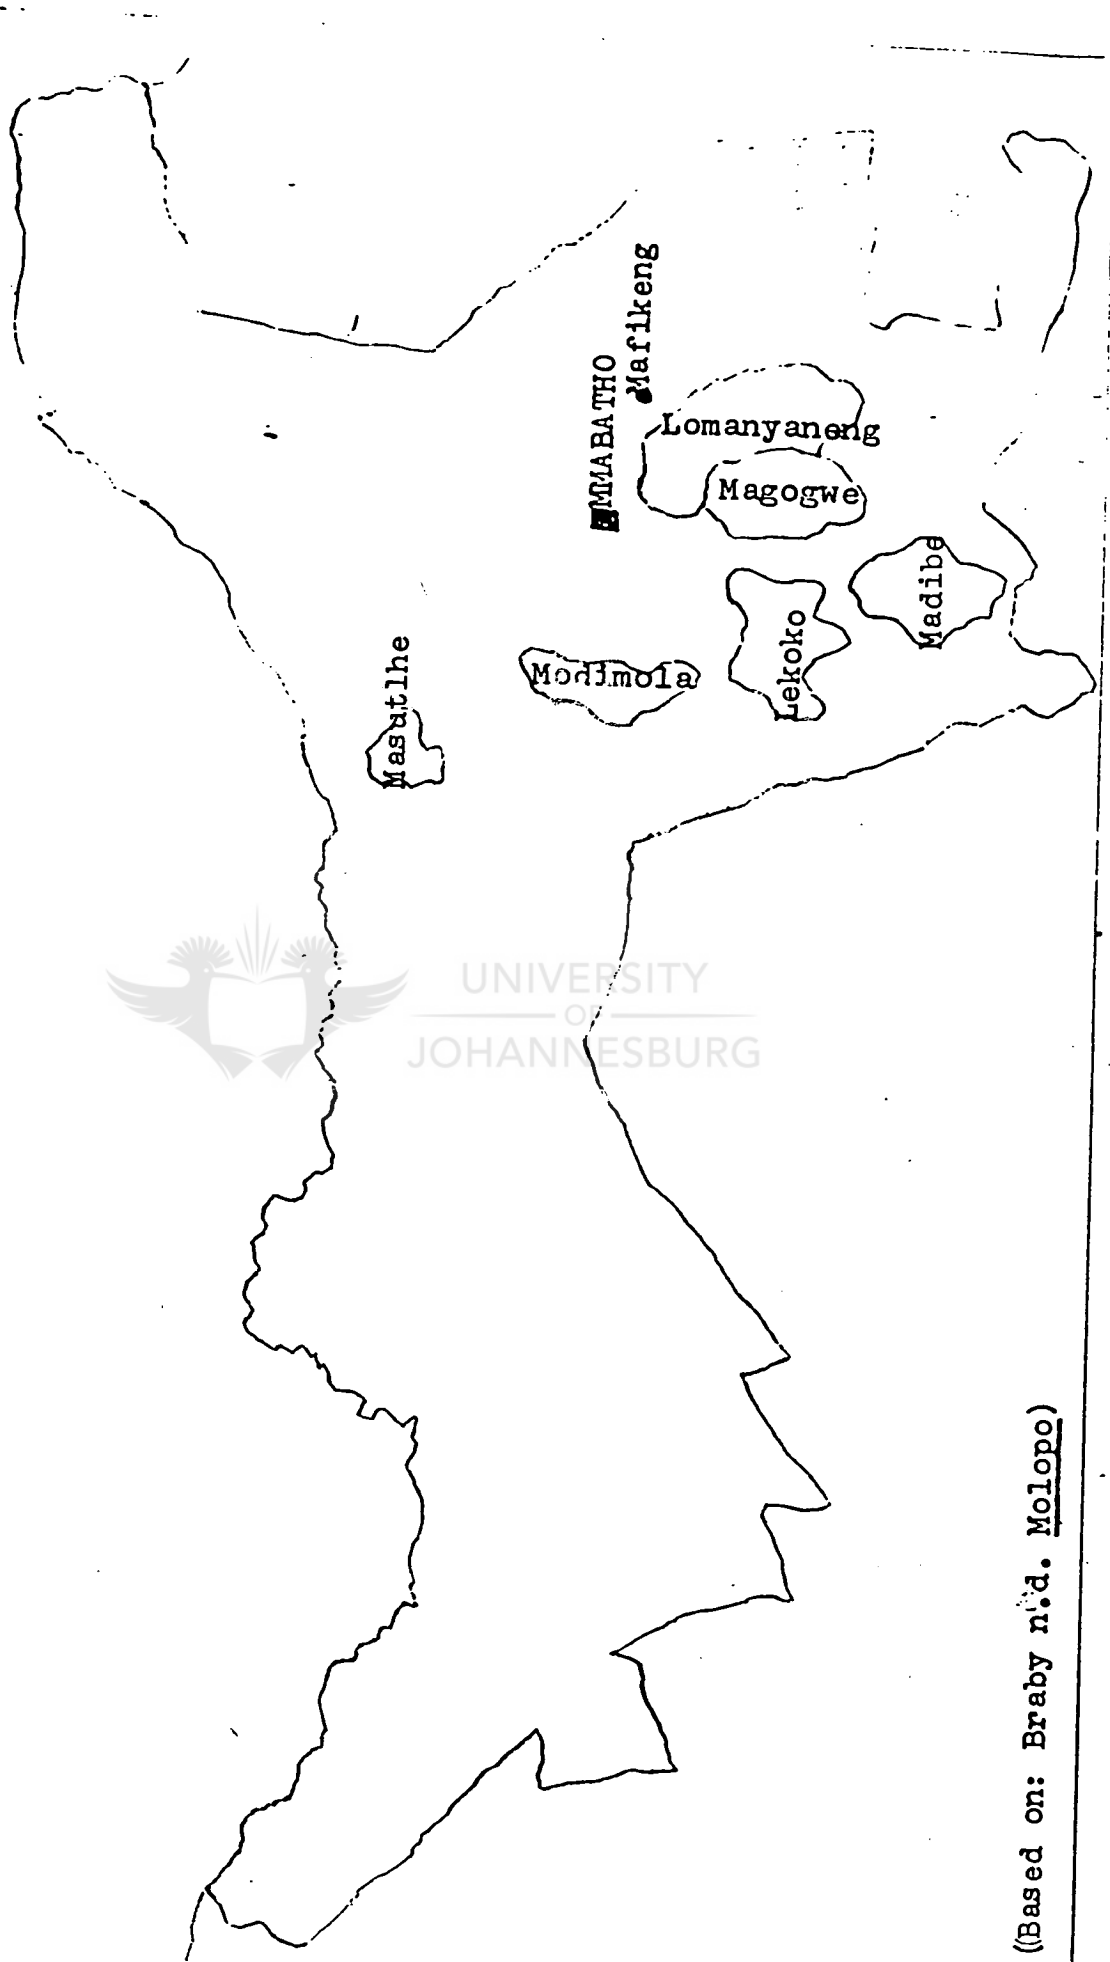 MMABATHO
Mafikeng
Lomanyaneng
Magogwe
Madibe
Lekoko
Modimola
Masutlhe
UNIVERSITY
OF
JOHANNESBURG
((Based on: Braby n.d. Molopo)